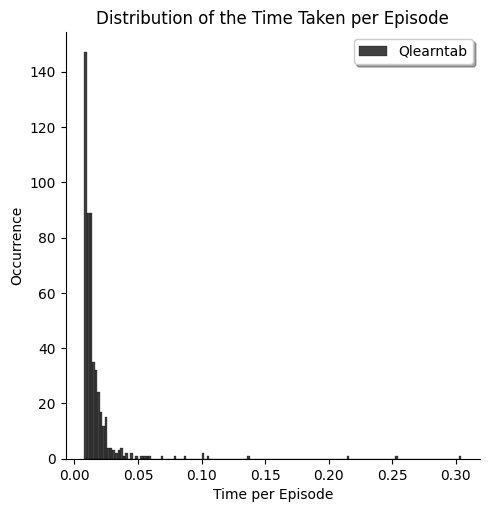 Distribution of the Time Taken per Episode
Qlearntab
140
120
100
80
60
40
20
0
Occurrence
0.00 0.05 0.10 0.15 0.20 0.25 0.30
Time per Episode